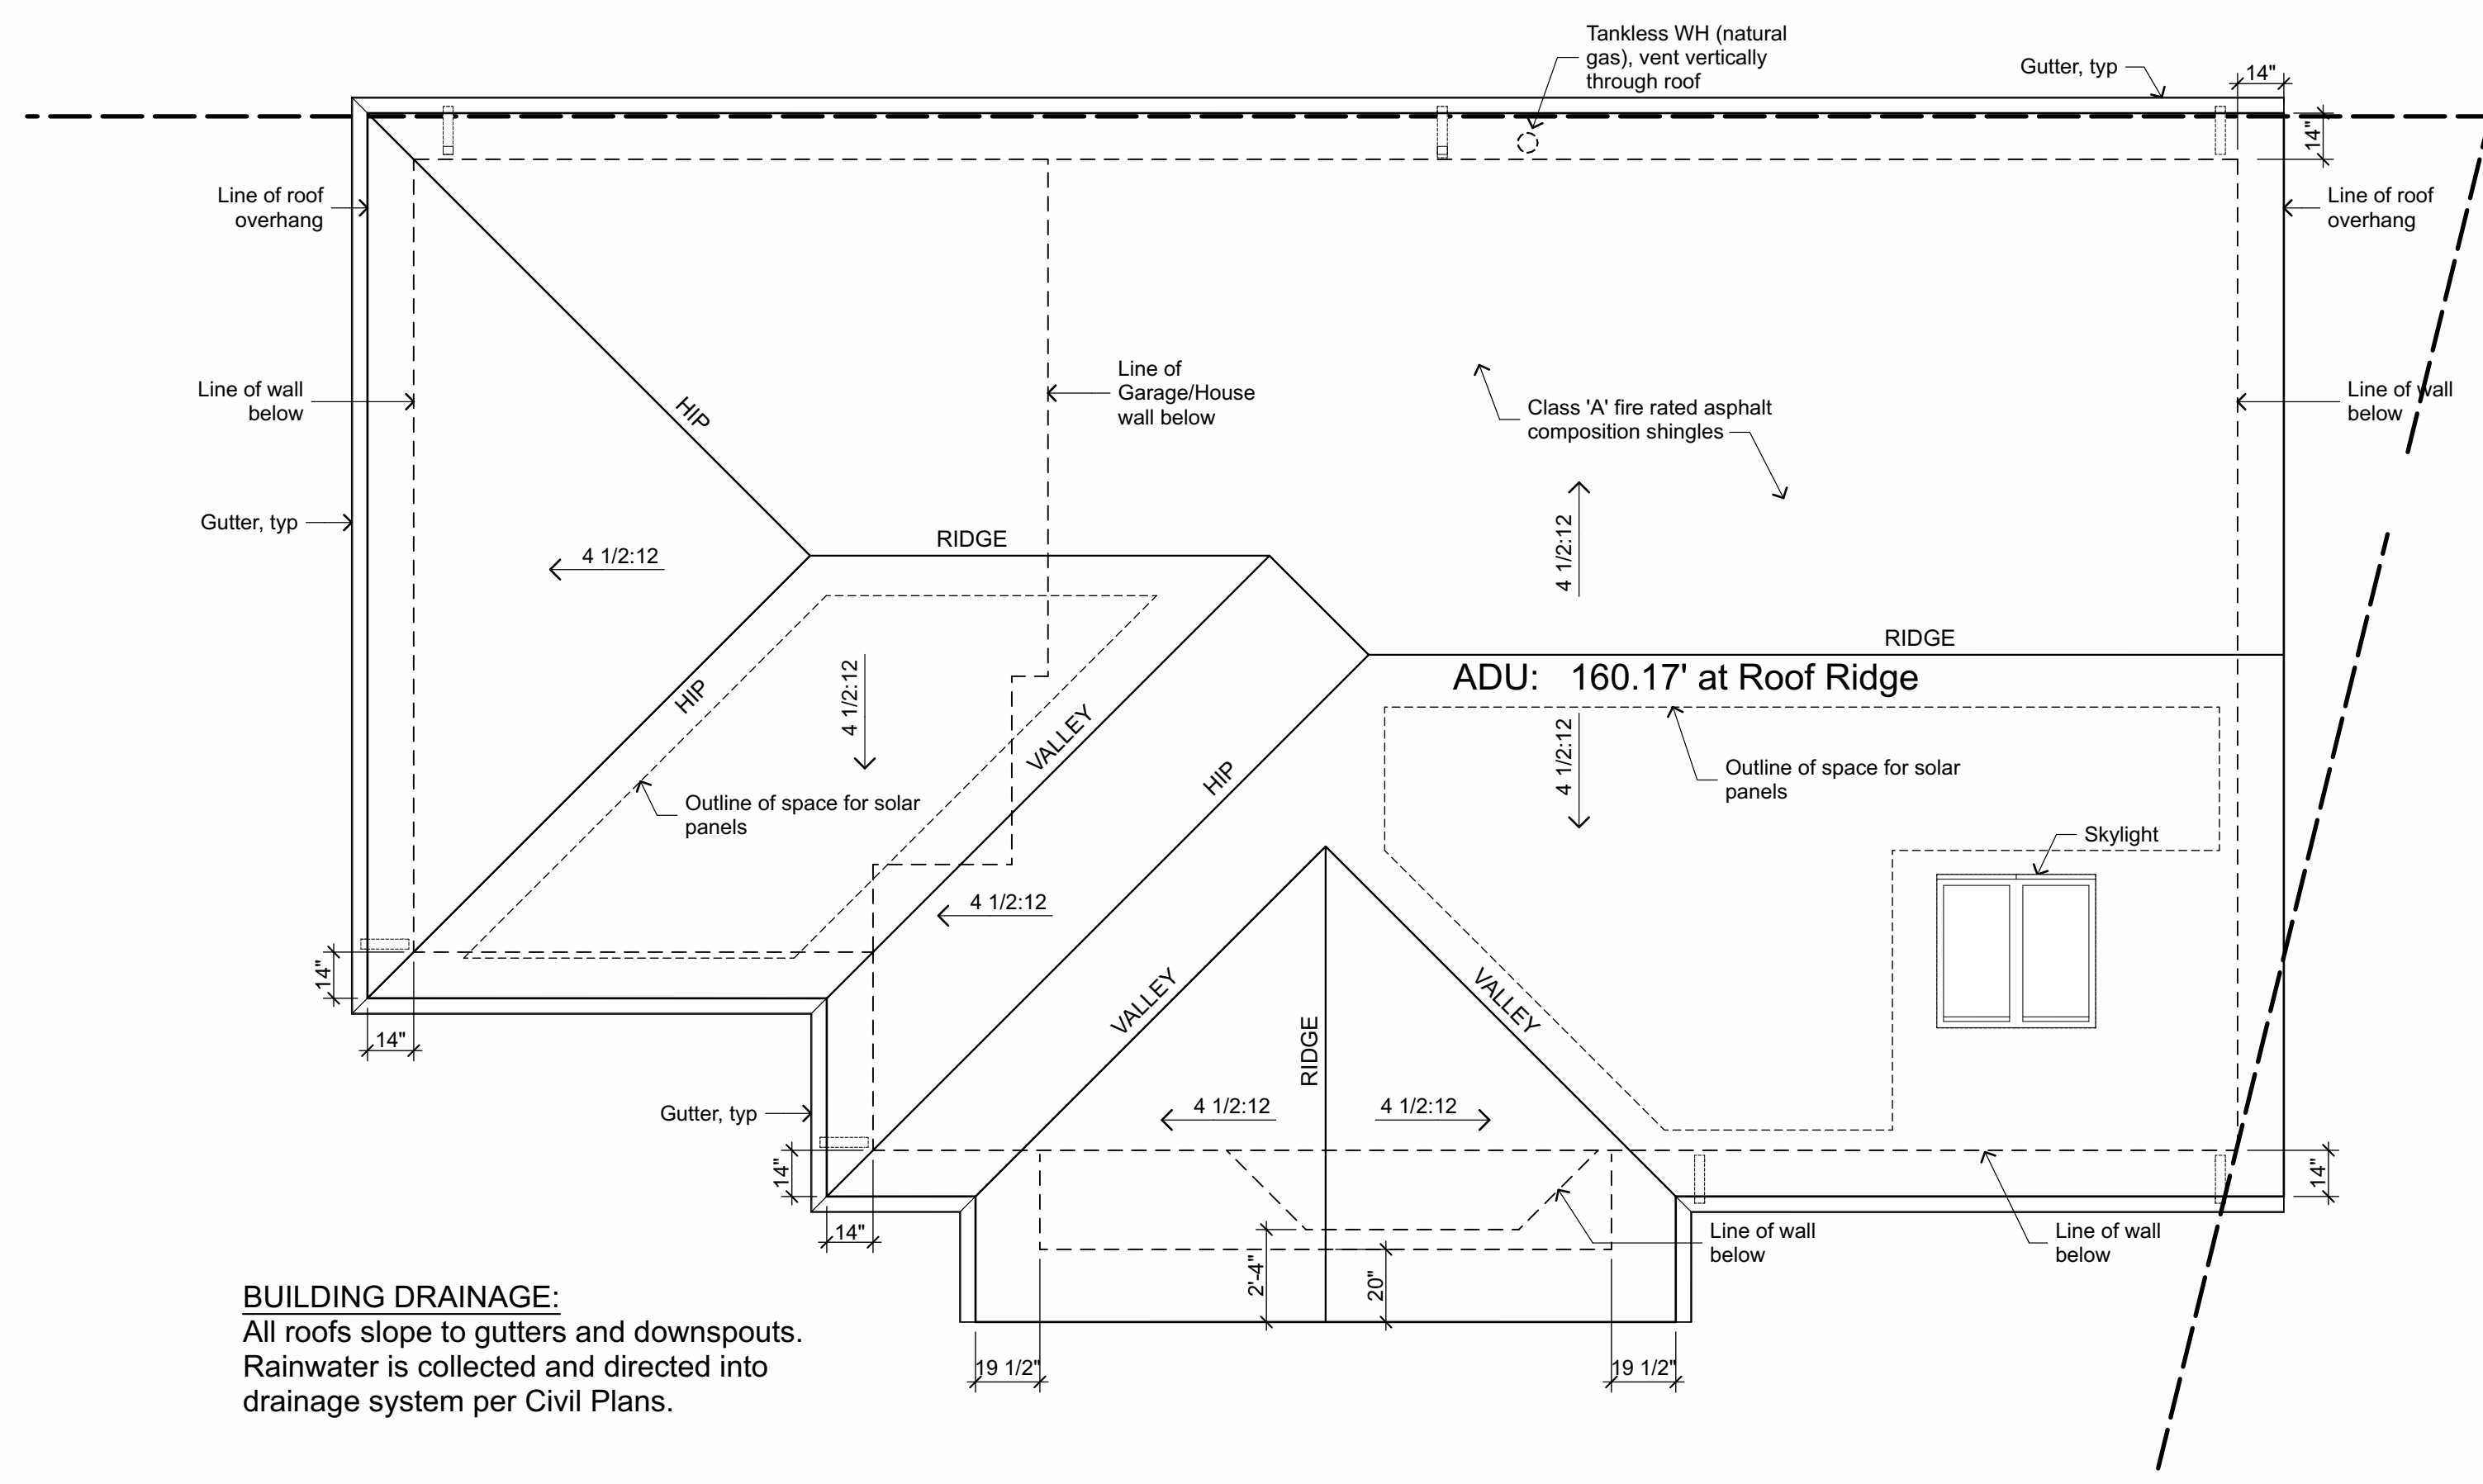 Tankless WH (natural
gas), vent vertically
through roof
Gutter, typ
14"
14"
Line of roof
overhang
Line of roof
overhang
Line of wall
below
HIP
Line of
Garage/House
wall below
Class 'A' fire rated asphalt
composition shingles
Line of wall
below
Gutter, typ
4 1/2:12
RIDGE
4 1/2:12
RIDGE
ADU: 160.17' at Roof Ridge
HIP
4 1/2:12
VALLEY
HIP
4 1/2:12
Outline of space for solar
panels
Outline of space for solar
panels
Skylight
4 1/2:12
14"
14"
VALLEY
RIDGE
VALLEY
Gutter, typ
4 1/2:12
4 1/2:12
14"
14"
14"
Line of wall
below
Line of wall
below
2'-4"
20"
19 1/2"
19 1/2"
BUILDING DRAINAGE:
All roofs slope to gutters and downspouts.
Rainwater is collected and directed into
drainage system per Civil Plans.